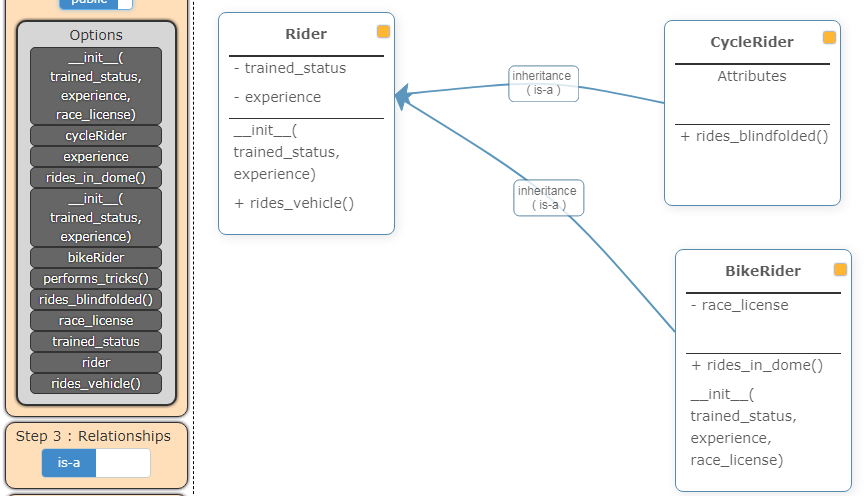 public
Options
__init__(
trained_status,
experience,
race_license)
cycleRider
experience
rides_in_dome()
__init__(
trained_status,
experience)
bikeRider
performs_tricks()
rides_blindfolded()
race_license
trained_status
rider
rides_vehicle()
Step 3 : Relationships
is-a
Rider
- trained_status
- experience
__init__(
trained_status,
experience)
+ rides_vehicle()
inheritance
( is-a )
inheritance
( is-a )
CycleRider
Attributes
+ rides_blindfolded()
BikeRider
- race_license
+ rides_in_dome()
__init__(
trained_status,
experience,
race_license)